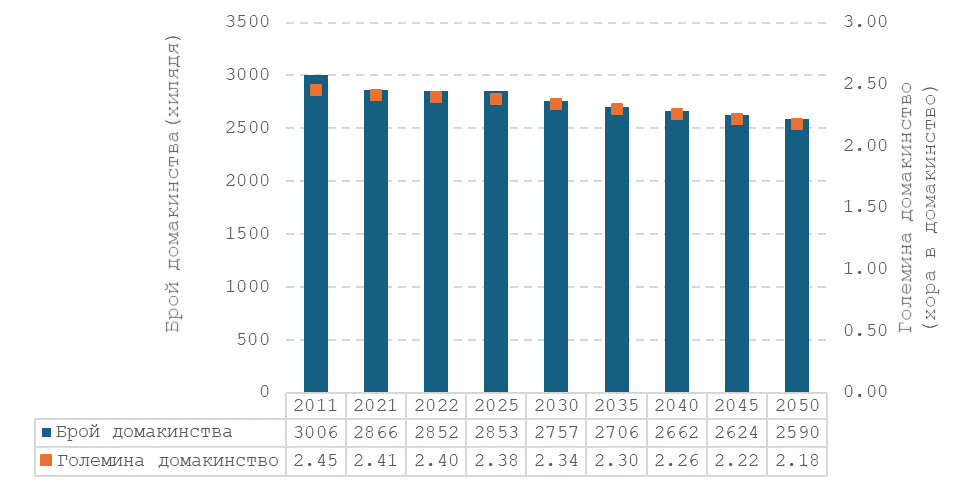 Брой домакинства(хилядя)
3500
3000
2500
2000
1500
1000
500
0
3.00
2.50
2.00
1.50
1.00
0.50
0.00
Големина домакинство
(хора в домакинство)
2011 2021 2022 2025 2030 2035 2040 2045 2050
Брой домакинства 3006 2866 2852 2853 2757 2706 2662 2624 2590
Големина домакинство 2.45 2.41 2.40 2.38 2.34 2.30 2.26 2.22 2.18